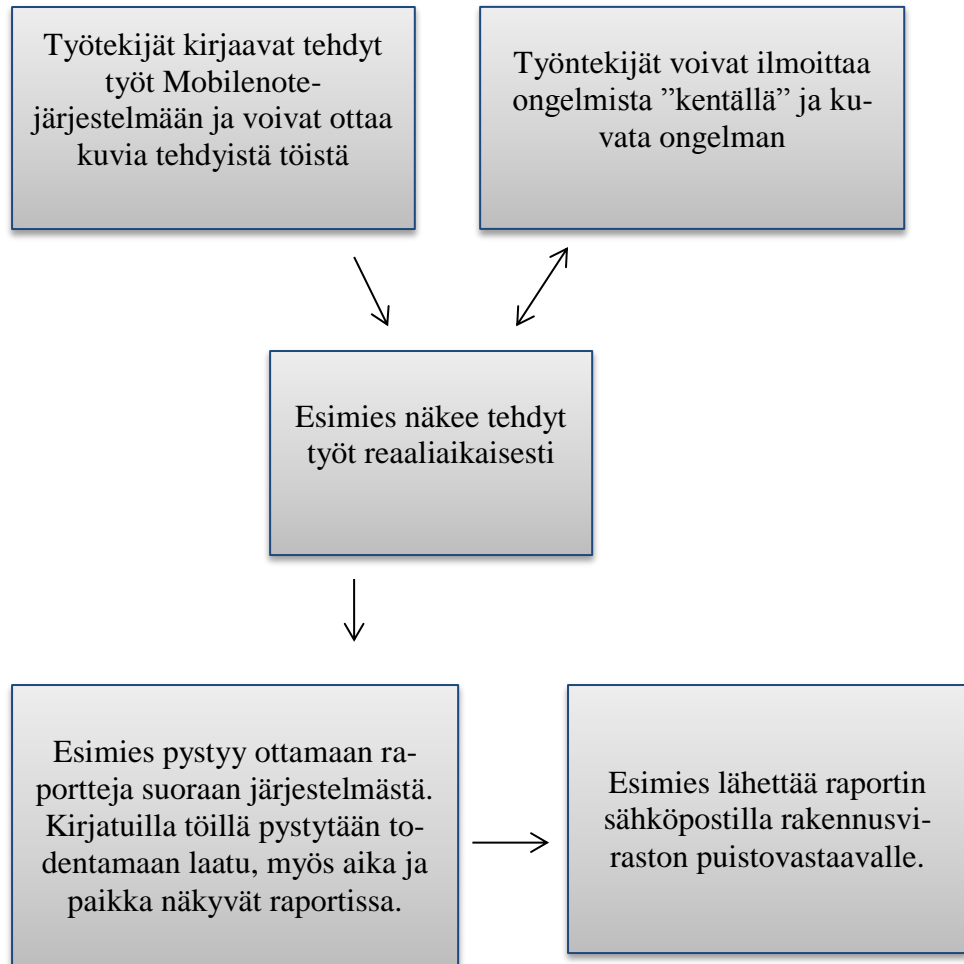 Työtekijät kirjaavat tehdyt
työt Mobilenote-
järjestelmään ja voivat ottaa
kuvia tehdyistä töistä
Työntekijät voivat ilmoittaa
ongelmista ”kentällä” ja ku-
vata ongelman
Esimies näkee tehdyt
työt reaaliaikaisesti
Esimies pystyy ottamaan ra-
portteja suoraan järjestelmästä.
Kirjatuilla töillä pystytään to-
dentamaan laatu, myös aika ja
paikka näkyvät raportissa.
Esimies lähettää raportin
sähköpostilla rakennusvi-
raston puistovastaavalle.